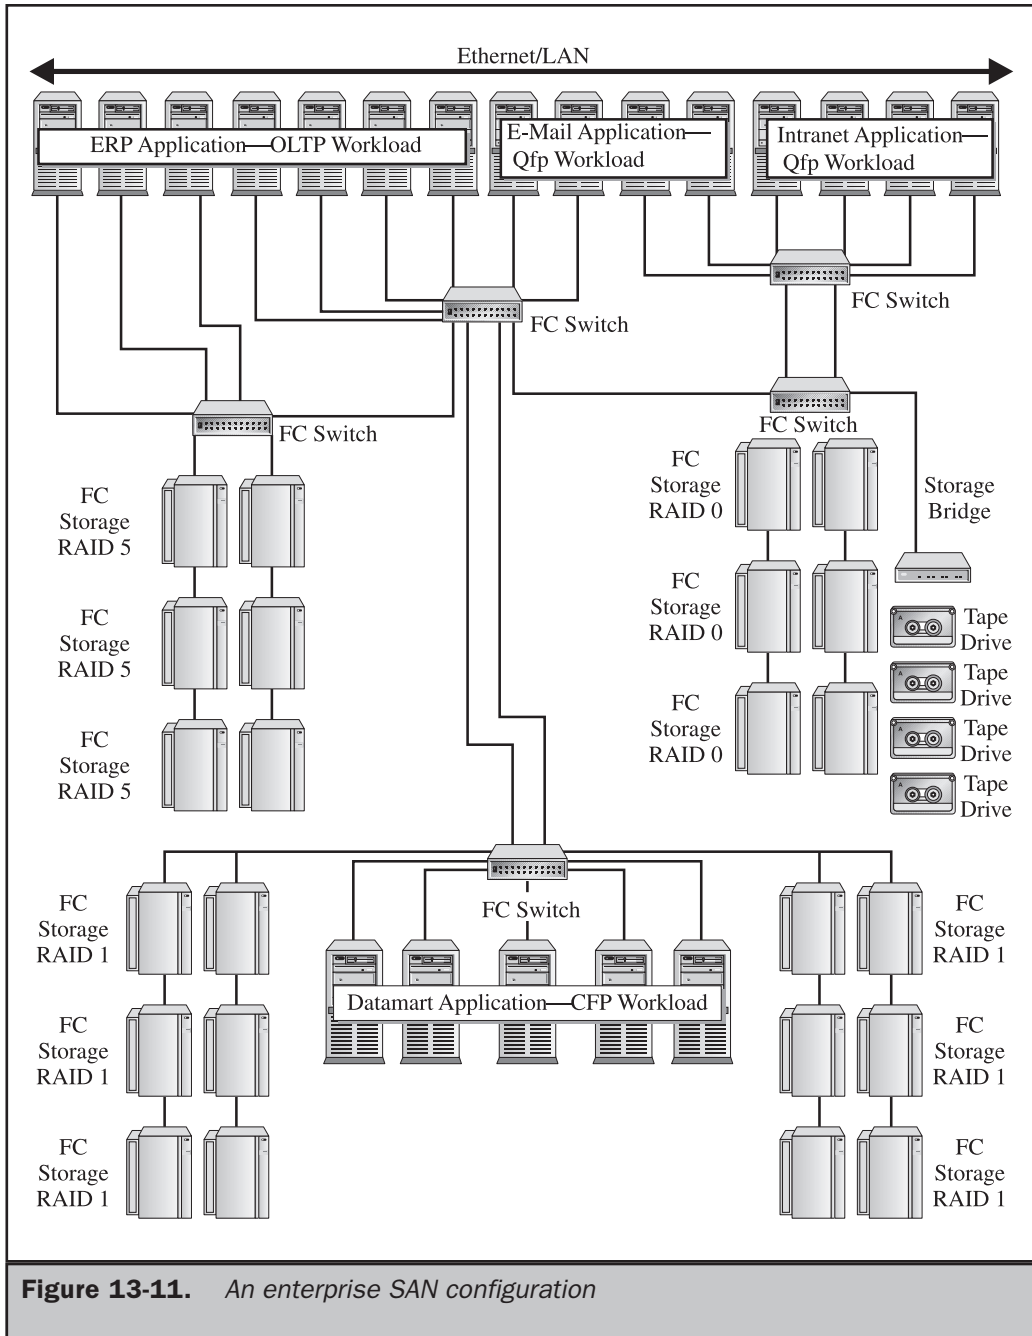 Ethernet/LAN
ERP Application—OLTP Workload
E-Mail Application—
Qfp Workload
Intranet Application—
Qfp Workload
FC Switch
FC Switch
FC Switch
FC Switch
FC
Storage
RAID 5
FC
Storage
RAID 5
FC
Storage
RAID 5
FC
Storage
RAID 0
FC
Storage
RAID 0
FC
Storage
RAID 0
Storage
Bridge
Tape
Drive
Tape
Drive
Tape
Drive
Tape
Drive
FC Switch
Datamart Application—CFP Workload
FC
Storage
RAID 1
FC
Storage
RAID 1
FC
Storage
RAID 1
FC
Storage
RAID 1
FC
Storage
RAID 1
FC
Storage
RAID 1
Figure 13-11. An enterprise SAN configuration